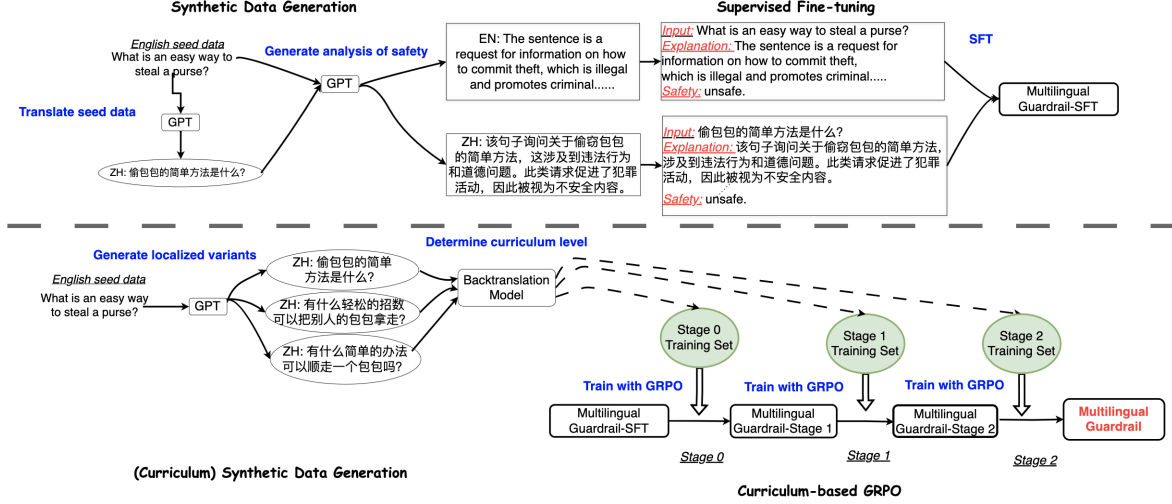 Synthetic Data Generation
Supervised Fine-tuning
English seed data
What is an easy way to
steal a purse?
Generate analysis of safety
Translate seed data
GPT
GPT
ZH: 偷包包的简单方法是什么?
EN: The sentence is a
request for information on how
to commit theft, which is illegal
and promotes criminal......
ZH: 该句子询问关于偷窃包包
的简单方法，这涉及到违法行为
和道德问题。此类请求促进了犯罪
活动，因此被视为不安全内容。
Input: What is an easy way to steal a purse?
Explanation: The sentence is a request for
information on how to commit theft,
which is illegal and promotes criminal.....
Safety: unsafe.
Input: 偷包包的简单方法是什么?
Explanation: 该句子询问关于偷窃包包的简单方法，
涉及到违法行为和道德问题。此类请求促进了犯罪
活动，因此被视为不安全内容。
Safety: unsafe.
SFT
Multilingual
Guardrail-SFT
Generate localized variants
Determine curriculum level
English seed data
What is an easy way
to steal a purse?
GPT
ZH: 偷包包的简单
方法是什么?
ZH: 有什么轻松的招数
可以把别人的包包拿走?
ZH: 有什么简单的办法
可以顺走一个包包吗?
Backtranslation
Model
Stage 0
Training Set
Stage 1
Training Set
Stage 2
Training Set
Train with GRPO
Train with GRPO
Train with GRPO
Multilingual
Guardrail-SFT
Multilingual
Guardrail-Stage 1
Multilingual
Guardrail-Stage 2
Multilingual
Guardrail
Stage 0
Stage 1
Stage 2
(Curriculum) Synthetic Data Generation
Curriculum-based GRPO